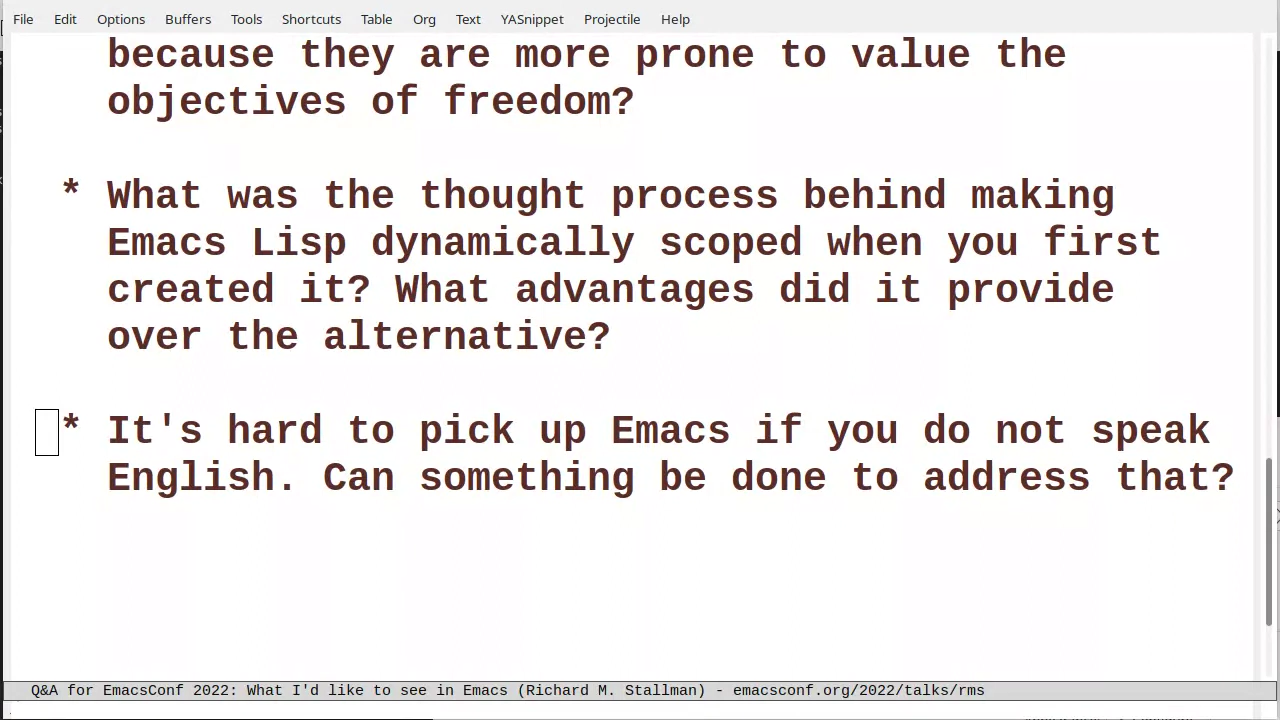 File Edit Options Buffers Tools Shortcuts Table Org Text YASnippet Projectile Help
because they are more prone to value the
objectives of freedom?
* What was the thought process behind making
Emacs Lisp dynamically scoped when you first
created it? What advantages did it provide
over the alternative?
* It's hard to pick up Emacs if you do not speak
English. Can something be done to address that?
Q&A for EmacsConf 2022: What I'd like to see in Emacs (Richard M. Stallman) - emacsconf.org/2022/talks/rms